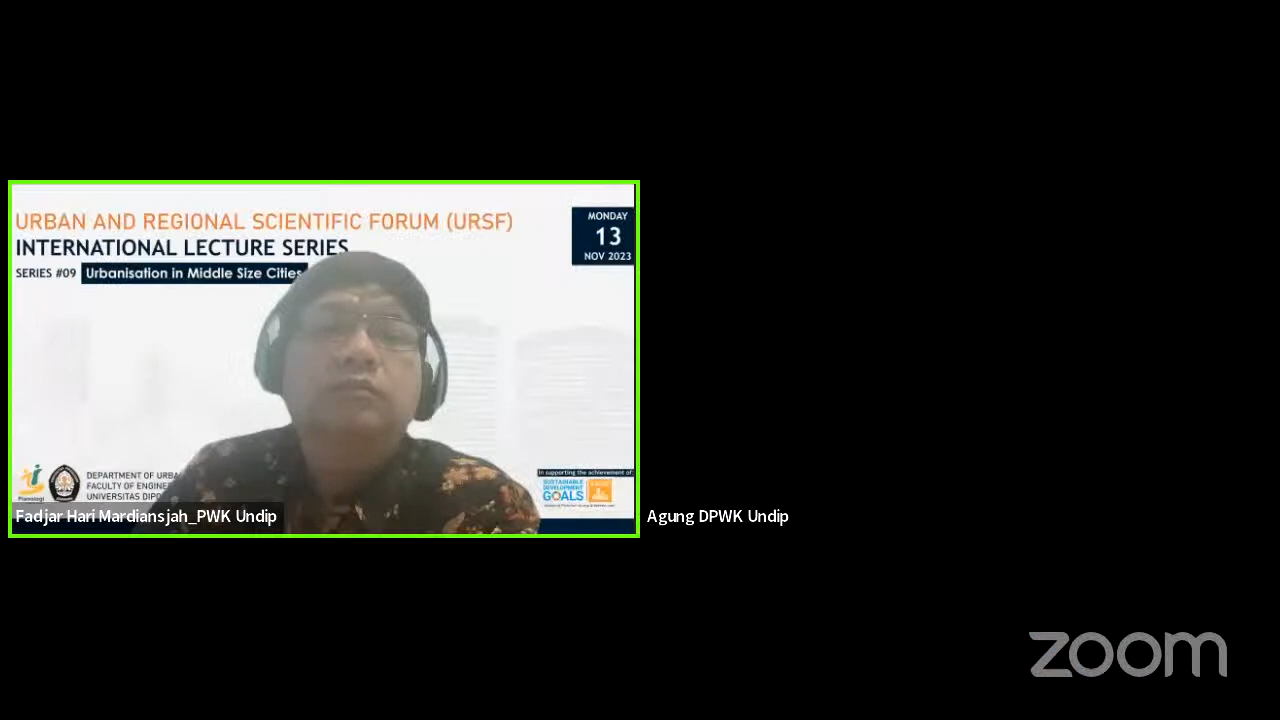 URBAN AND REGIONAL SCIENTIFIC FORUM (URSF)
INTERNATIONAL LECTURE SERIES
SERIES #09 Urbanisation in Middle Size Cities
MONDAY
13
NOV 2023
Planologi
DEPARTMENT OF URBA
FACULTY OF ENGINE
UNIVERSITAS DIPO
In supporting the achievement of:
SUSTAINABLE
DEVELOPMENT
GOALS
Fadjar Hari Mardiansjah_PWK Undip
Agung DPWK Undip
zoom